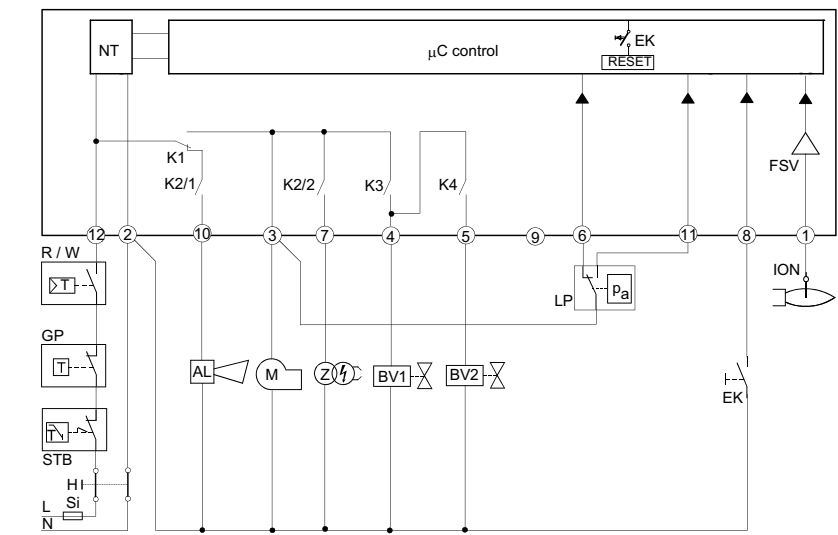 NT
µC control
EK
RESET
FSV
K1
K2/1
K2/2
K3
K4
12
2
10
3
7
4
5
9
6
11
8
1
R / W
T
LP
pa
ION
GP
T
AL
M
Z
BV1
BV2
EK
T
STB
H
L
Si
N